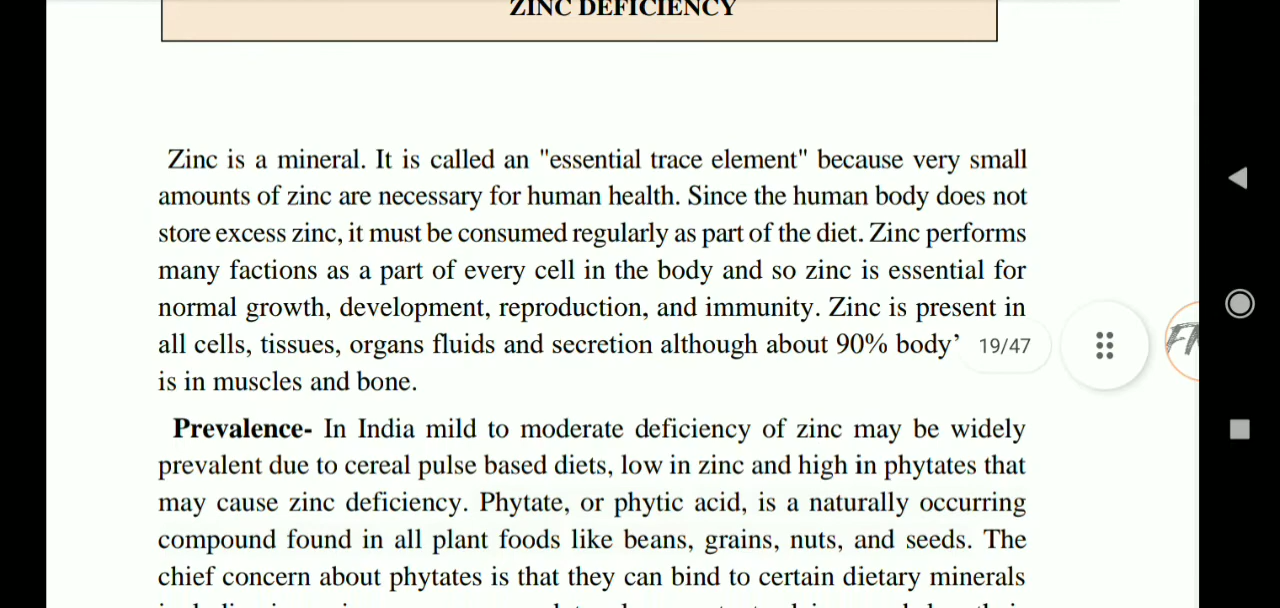 ZINC DEFICIENCY
Zinc is a mineral. It is called an "essential trace element" because very small
amounts of zinc are necessary for human health. Since the human body does not
store excess zinc, it must be consumed regularly as part of the diet. Zinc performs
many factions as a part of every cell in the body and so zinc is essential for
normal growth, development, reproduction, and immunity. Zinc is present in
all cells, tissues, organs fluids and secretion although about 90% body’
19/47
is in muscles and bone.
Prevalence- In India mild to moderate deficiency of zinc may be widely
prevalent due to cereal pulse based diets, low in zinc and high in phytates that
may cause zinc deficiency. Phytate, or phytic acid, is a naturally occurring
compound found in all plant foods like beans, grains, nuts, and seeds. The
chief concern about phytates is that they can bind to certain dietary minerals